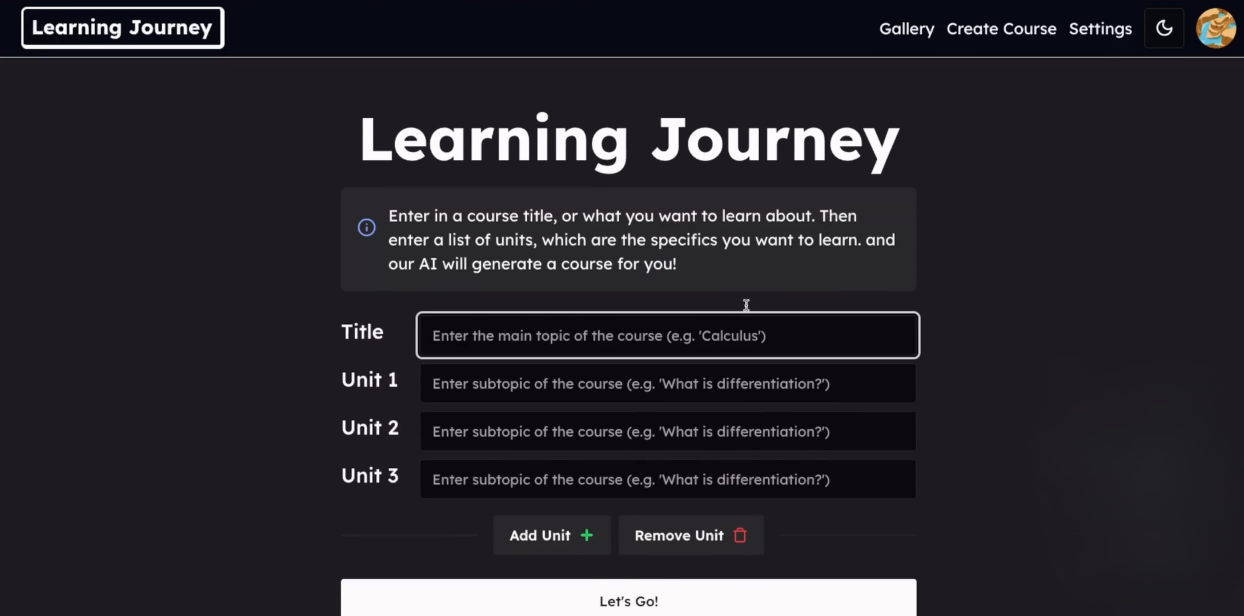 Learning Journey
Gallery Create Course Settings
Learning Journey
Enter in a course title, or what you want to learn about. Then
enter a list of units, which are the specifics you want to learn. and
our AI will generate a course for you!
Title Enter the main topic of the course (e.g. 'Calculus')
Unit 1 Enter subtopic of the course (e.g. 'What is differentiation?')
Unit 2 Enter subtopic of the course (e.g. 'What is differentiation?')
Unit 3 Enter subtopic of the course (e.g. 'What is differentiation?')
Add Unit Remove Unit
Let's Go!